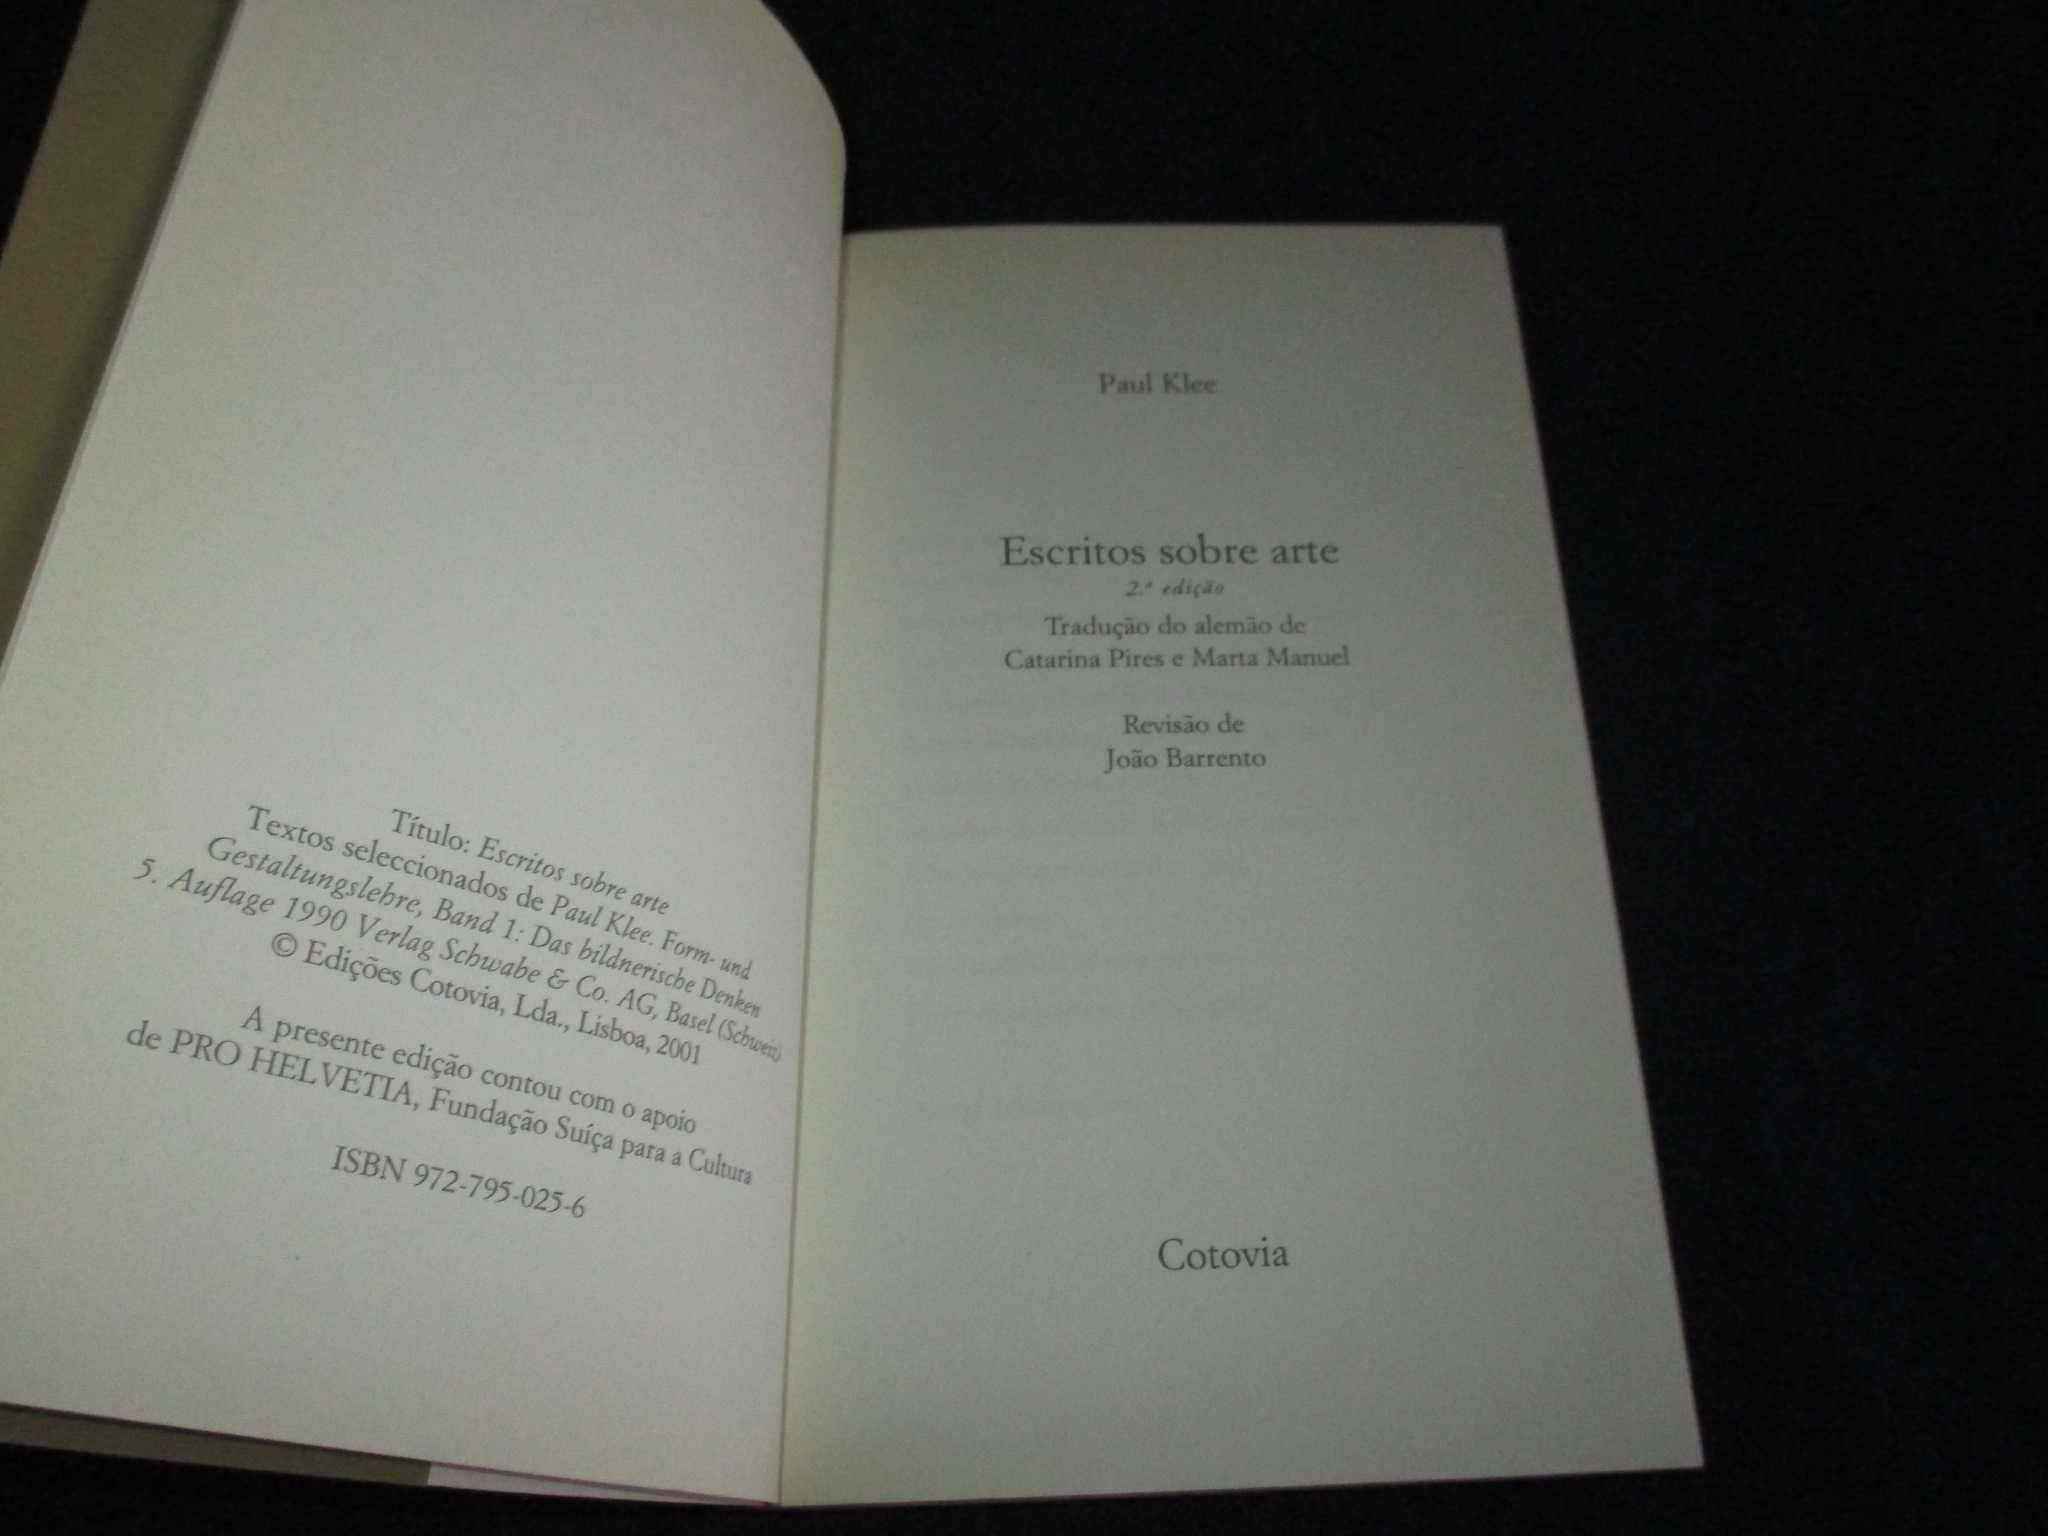 Título: Escritos sobre arte
Textos seleccionados de Paul Klee. Form- und
Gestaltungslehre, Band 1: Das bildnerische Denken
5. Auflage 1990 Verlag Schwabe & Co. AG, Basel (Schweiz)
© Edições Cotovia, Lda., Lisboa, 2001
A presente edição contou com o apoio
de PRO HELVETIA, Fundação Suíça para a Cultura
ISBN 972-795-025-6
Paul Klee
Escritos sobre arte
2.ª edição
Tradução do alemão de
Catarina Pires e Marta Manuel
Revisão de
João Barrento
Cotovia